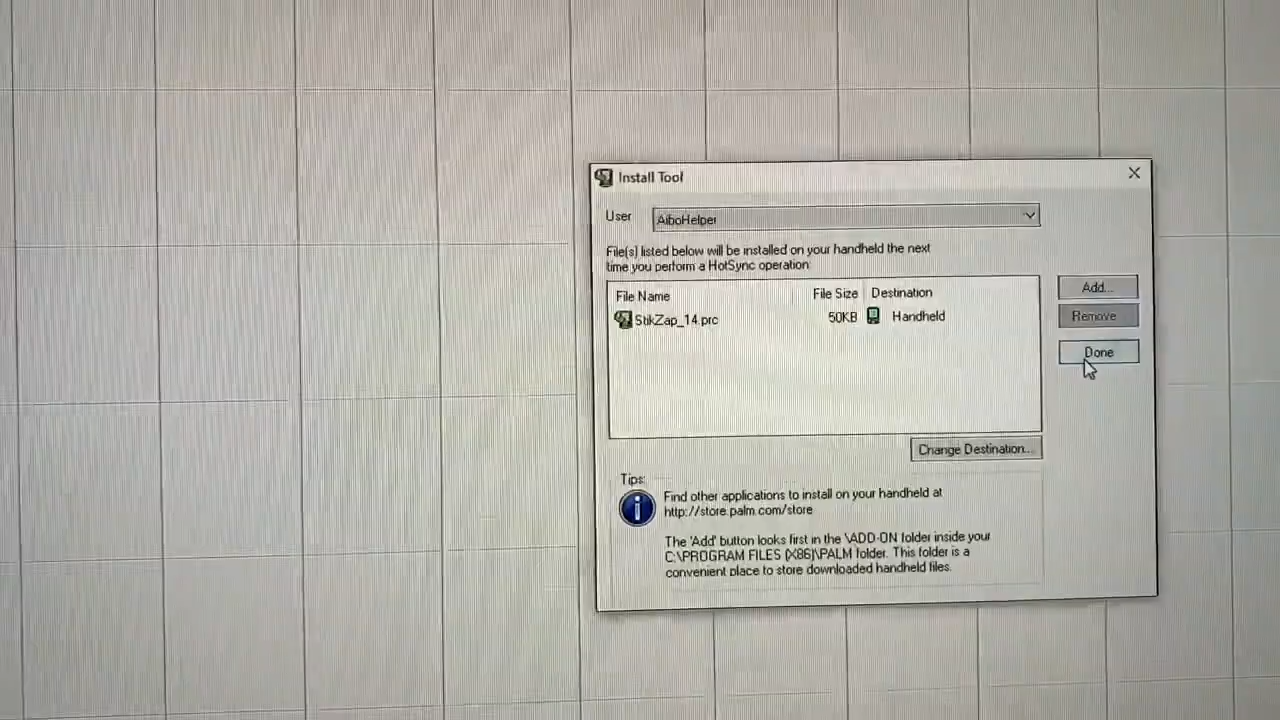 Install Tool
User AiboHelper
File(s) listed below will be installed on your handheld the next
time you perform a HotSync operation:
File Name File Size Destination
StikZap_14.prc 50KB Handheld
Add...
Remove
Done
Change Destination...
Tips:
Find other applications to install on your handheld at
http://store.palm.com/store
The 'Add' button looks first in the \ADD-ON folder inside your
C:\PROGRAM FILES (X86)\PALM folder. This folder is a
convenient place to store downloaded handheld files.